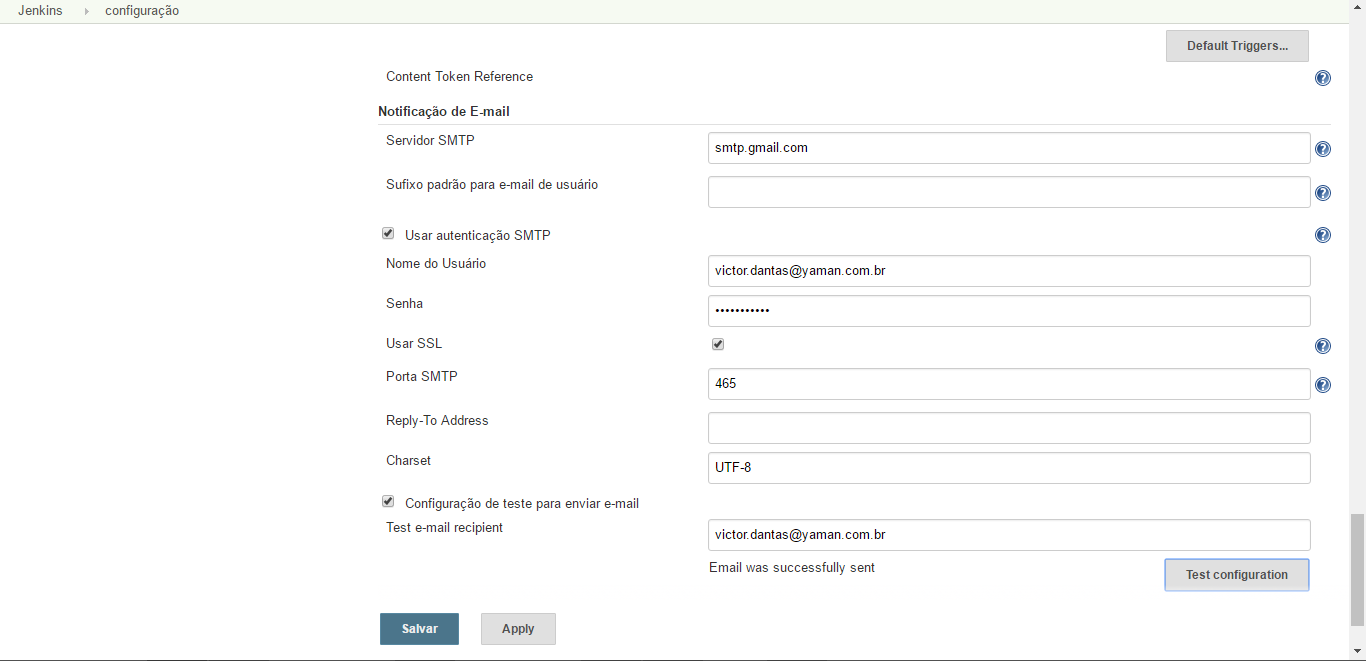 Jenkins configuração
Default Triggers...
Content Token Reference
Notificação de E-mail
Servidor SMTP smtp.gmail.com
Sufixo padrão para e-mail de usuário
Usar autenticação SMTP
Nome do Usuário victor.dantas@yaman.com.br
Senha •••••••••••
Usar SSL
Porta SMTP 465
Reply-To Address
Charset UTF-8
Configuração de teste para enviar e-mail
Test e-mail recipient victor.dantas@yaman.com.br
Email was successfully sent Test configuration
Salvar Apply